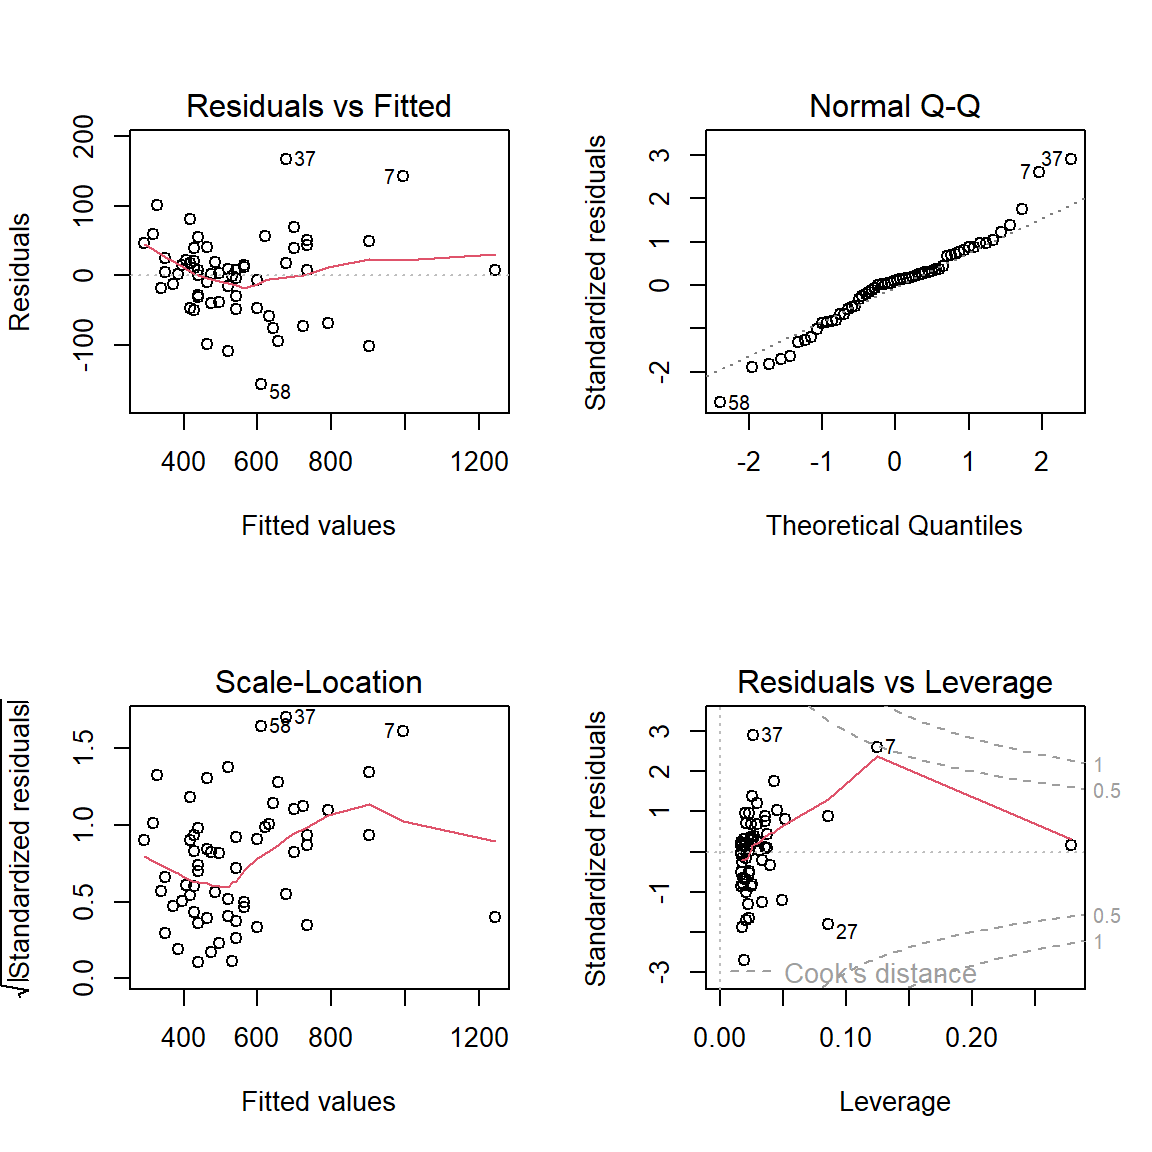 Residuals vs Fitted
Residuals
200
100
0
-100
37
7
58
400 600 800 1200
Fitted values
Normal Q-Q
Standardized residuals
3
2
1
0
-2
37
7
58
-2 -1 0 1 2
Theoretical Quantiles
Scale-Location
√|Standardized residuals|
1.5
1.0
0.5
0.0
58
37
7
400 600 800 1200
Fitted values
Residuals vs Leverage
Standardized residuals
3
2
1
-1
-3
37
7
27
1
0.5
0.5
1
Cook's distance
0.00 0.10 0.20
Leverage